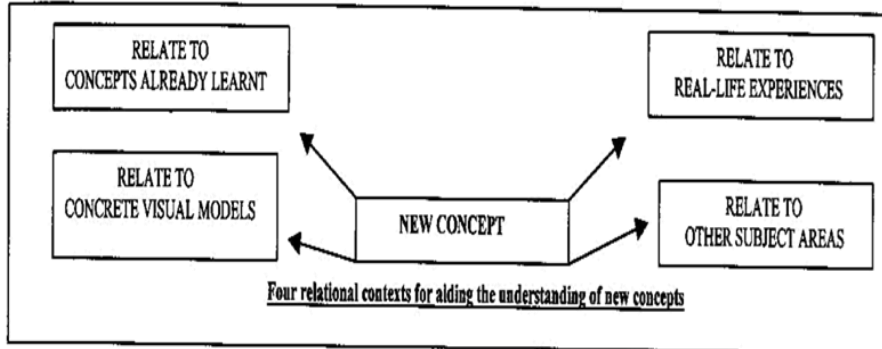 RELATE TO
CONCEPTS ALREADY LEARNT
RELATE TO
REAL-LIFE EXPERIENCES
RELATE TO
CONCRETE VISUAL MODELS
NEW CONCEPT
RELATE TO
OTHER SUBJECT AREAS
Four relational contexts for aiding the understanding of new concepts